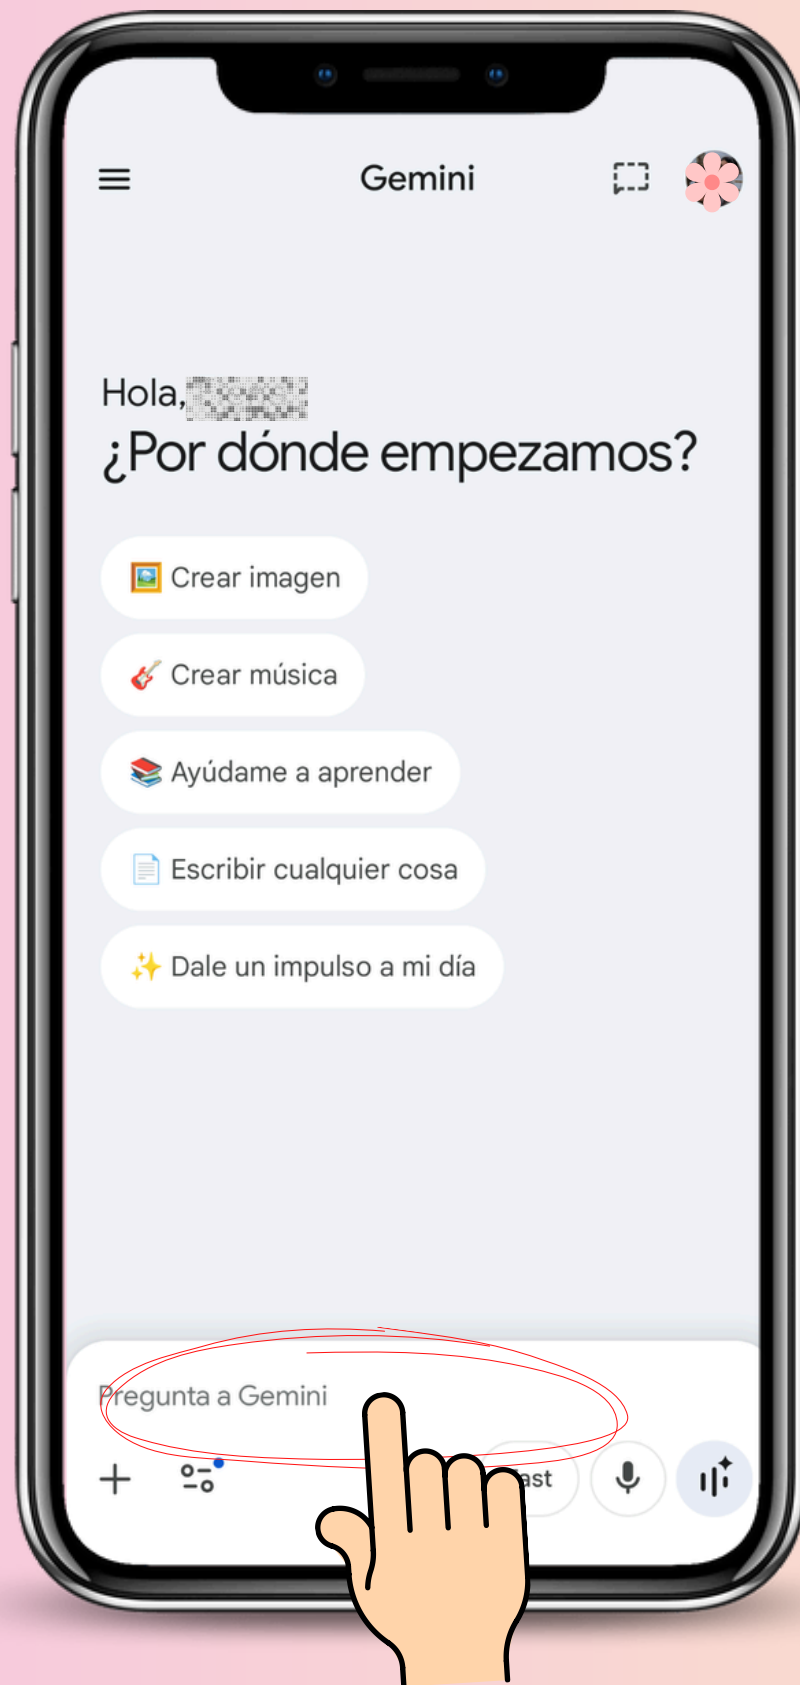 Gemini
Hola,
¿Por dónde empezamos?
Crear imagen
Crear música
Ayúdame a aprender
Escribir cualquier cosa
Dale un impulso a mi día
Pregunta a Gemini